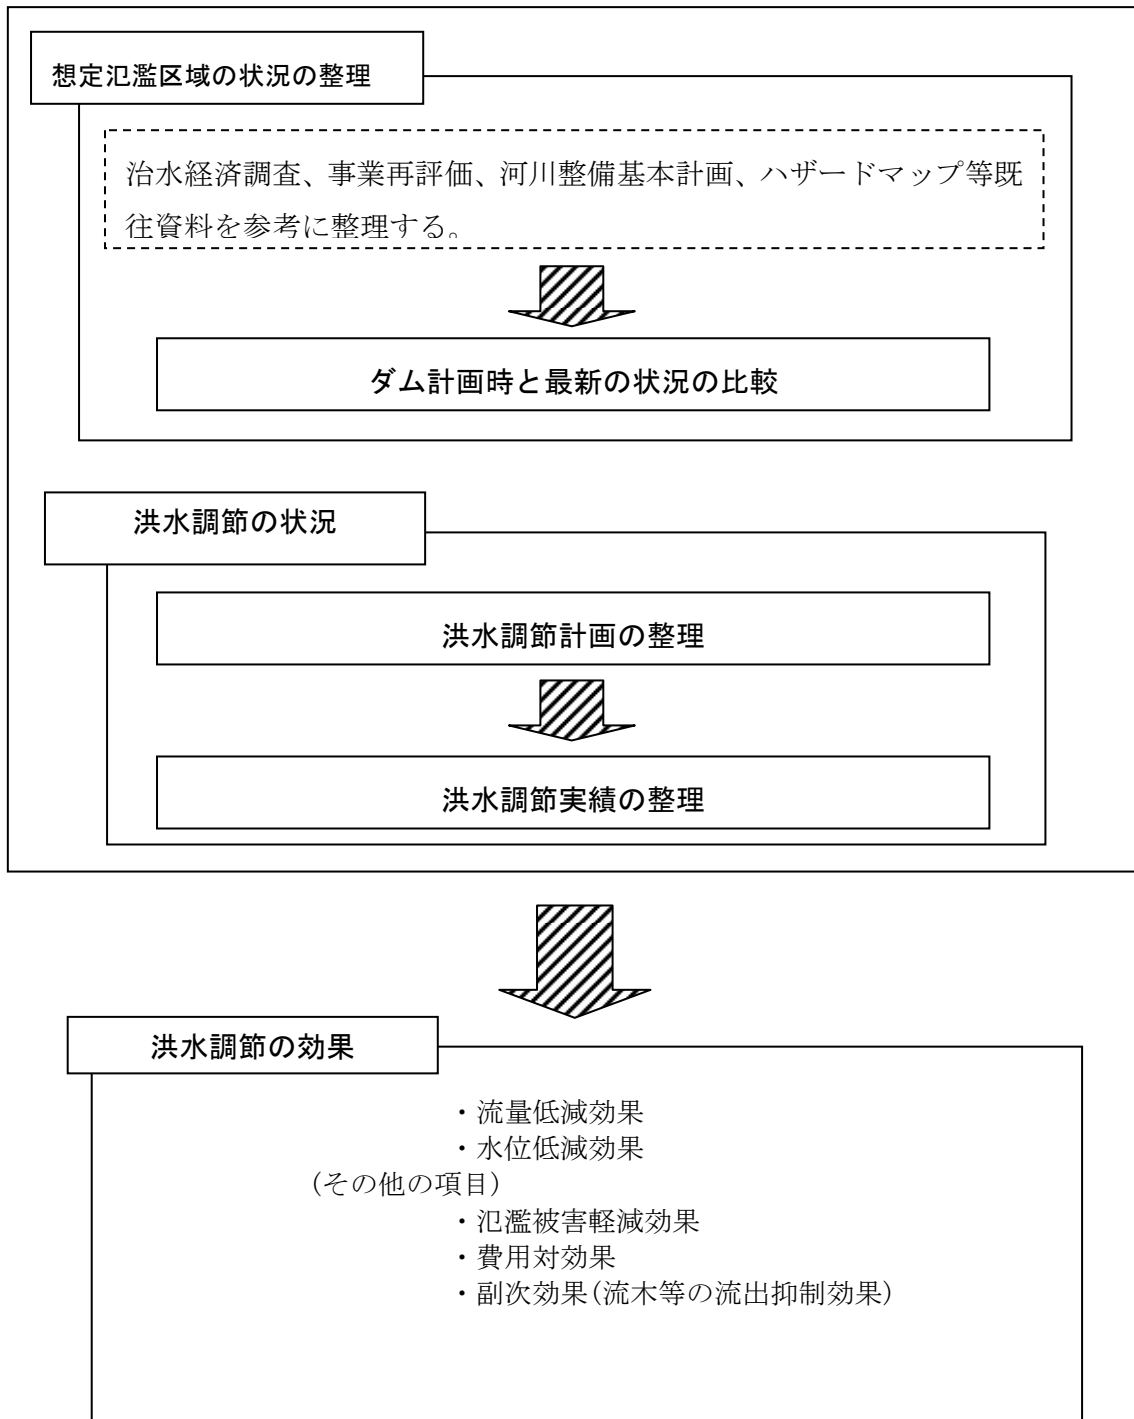 想定氾濫区域の状況の整理
治水経済調査、事業再評価、河川整備基本計画、ハザードマップ等既
往資料を参考に整理する。
ダム計画時と最新の状況の比較
洪水調節の状況
洪水調節計画の整理
洪水調節実績の整理
洪水調節の効果
・流量低減効果
・水位低減効果
(その他の項目)
・氾濫被害軽減効果
・費用対効果
・副次効果(流木等の流出抑制効果)